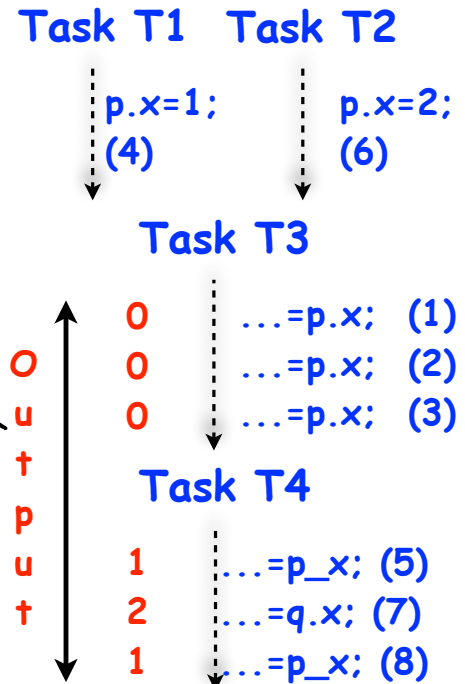 Task T1 Task T2
p.x=1; p.x=2;
(4) (6)
Task T3
0 ...=p.x; (1)
0 ...=p.x; (2)
0 ...=p.x; (3)
Task T4
1 ...=p_x; (5)
2 ...=q.x; (7)
1 ...=p_x; (8)
Output